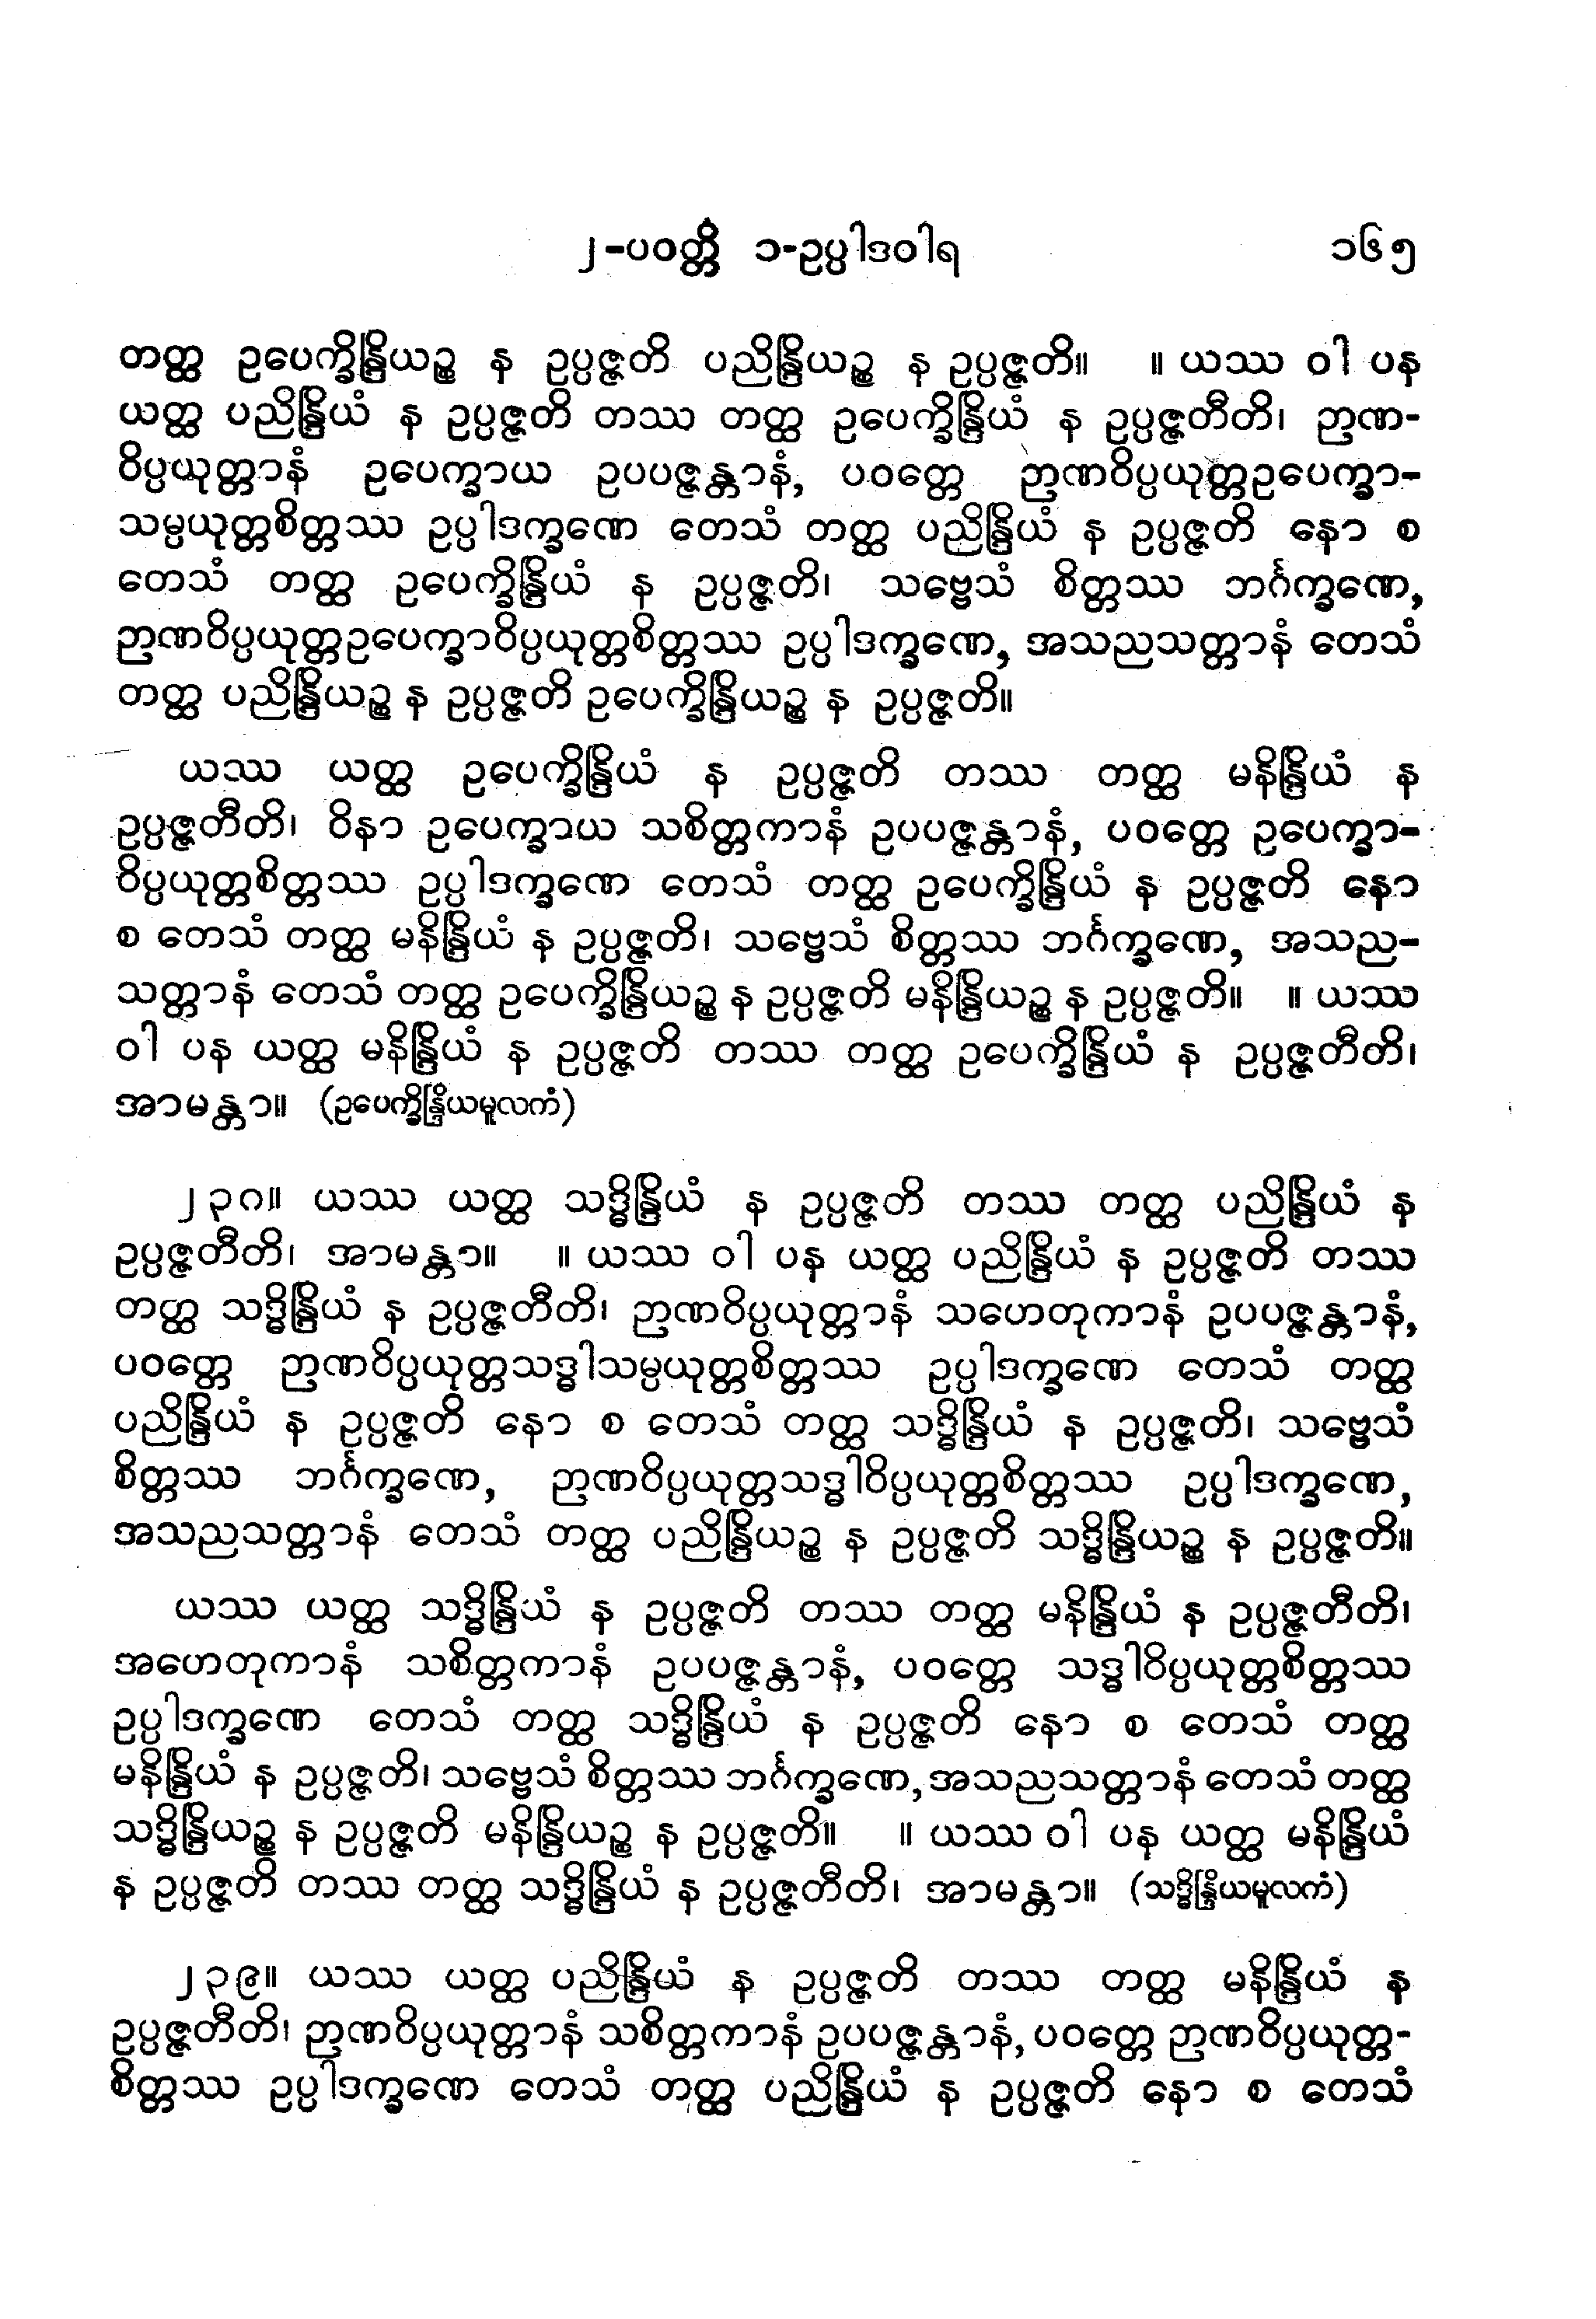 ၂-ပဝတ္တိ ၁-ဥပ္ပါဒဝါရ ၁၆၅
တတ္ထ ဥပေက္ခိန္ဒြိယဉ္စ န ဥပ္ပဇ္ဇတိ ပညိန္ဒြိယဉ္စ န ဥပ္ပဇ္ဇတိ။ ။ ယဿ ဝါ ပန
ယတ္ထ ပညိန္ဒြိယံ န ဥပ္ပဇ္ဇတိ တဿ တတ္ထ ဥပေက္ခိန္ဒြိယံ န ဥပ္ပဇ္ဇတီတိ၊ ဉာဏ-
ဝိပ္ပယုတ္တာနံ ဥပေက္ခာယ ဥပပဇ္ဇန္တာနံ, ပဝတ္တေ ဉာဏဝိပ္ပယုတ္တဥပေက္ခာ-
သမ္ပယုတ္တစိတ္တဿ ဥပ္ပါဒက္ခဏေ တေသံ တတ္ထ ပညိန္ဒြိယံ န ဥပ္ပဇ္ဇတိ နော စ
တေသံ တတ္ထ ဥပေက္ခိန္ဒြိယံ န ဥပ္ပဇ္ဇတိ၊ သဗ္ဗေသံ စိတ္တဿ ဘင်္ဂက္ခဏေ,
ဉာဏဝိပ္ပယုတ္တဥပေက္ခာဝိပ္ပယုတ္တစိတ္တဿ ဥပ္ပါဒက္ခဏေ, အသညသတ္တာနံ တေသံ
တတ္ထ ပညိန္ဒြိယဉ္စ န ဥပ္ပဇ္ဇတိ ဥပေက္ခိန္ဒြိယဉ္စ န ဥပ္ပဇ္ဇတိ။
ယဿ ယတ္ထ ဥပေက္ခိန္ဒြိယံ န ဥပ္ပဇ္ဇတိ တဿ တတ္ထ မနိန္ဒြိယံ န
ဥပ္ပဇ္ဇတီတိ၊ ဝိနာ ဥပေက္ခာယ သစိတ္တကာနံ ဥပပဇ္ဇန္တာနံ, ပဝတ္တေ ဥပေက္ခာ-
ဝိပ္ပယုတ္တစိတ္တဿ ဥပ္ပါဒက္ခဏေ တေသံ တတ္ထ ဥပေက္ခိန္ဒြိယံ န ဥပ္ပဇ္ဇတိ နော
စ တေသံ တတ္ထ မနိန္ဒြိယံ န ဥပ္ပဇ္ဇတိ၊ သဗ္ဗေသံ စိတ္တဿ ဘင်္ဂက္ခဏေ, အသည-
သတ္တာနံ တေသံ တတ္ထ ဥပေက္ခိန္ဒြိယဉ္စ န ဥပ္ပဇ္ဇတိ မနိန္ဒြိယဉ္စ န ဥပ္ပဇ္ဇတိ။ ။ ယဿ
ဝါ ပန ယတ္ထ မနိန္ဒြိယံ န ဥပ္ပဇ္ဇတိ တဿ တတ္ထ ဥပေက္ခိန္ဒြိယံ န ဥပ္ပဇ္ဇတီတိ၊
အာမန္တာ။ (ဥပေက္ခိန္ဒြိယမူလကံ)
၂၃၈။ ယဿ ယတ္ထ သဒ္ဓိန္ဒြိယံ န ဥပ္ပဇ္ဇတိ တဿ တတ္ထ ပညိန္ဒြိယံ န
ဥပ္ပဇ္ဇတီတိ၊ အာမန္တာ။ ။ ယဿ ဝါ ပန ယတ္ထ ပညိန္ဒြိယံ န ဥပ္ပဇ္ဇတိ တဿ
တတ္ထ သဒ္ဓိန္ဒြိယံ န ဥပ္ပဇ္ဇတီတိ၊ ဉာဏဝိပ္ပယုတ္တာနံ သဟေတုကာနံ ဥပပဇ္ဇန္တာနံ,
ပဝတ္တေ ဉာဏဝိပ္ပယုတ္တသဒ္ဓါသမ္ပယုတ္တစိတ္တဿ ဥပ္ပါဒက္ခဏေ တေသံ တတ္ထ
ပညိန္ဒြိယံ န ဥပ္ပဇ္ဇတိ နော စ တေသံ တတ္ထ သဒ္ဓိန္ဒြိယံ န ဥပ္ပဇ္ဇတိ၊ သဗ္ဗေသံ
စိတ္တဿ ဘင်္ဂက္ခဏေ, ဉာဏဝိပ္ပယုတ္တသဒ္ဓါဝိပ္ပယုတ္တစိတ္တဿ ဥပ္ပါဒက္ခဏေ,
အသညသတ္တာနံ တေသံ တတ္ထ ပညိန္ဒြိယဉ္စ န ဥပ္ပဇ္ဇတိ သဒ္ဓိန္ဒြိယဉ္စ န ဥပ္ပဇ္ဇတိ။
ယဿ ယတ္ထ သဒ္ဓိန္ဒြိယံ န ဥပ္ပဇ္ဇတိ တဿ တတ္ထ မနိန္ဒြိယံ န ဥပ္ပဇ္ဇတီတိ၊
အဟေတုကာနံ သစိတ္တကာနံ ဥပပဇ္ဇန္တာနံ, ပဝတ္တေ သဒ္ဓါဝိပ္ပယုတ္တစိတ္တဿ
ဥပ္ပါဒက္ခဏေ တေသံ တတ္ထ သဒ္ဓိန္ဒြိယံ န ဥပ္ပဇ္ဇတိ နော စ တေသံ တတ္ထ
မနိန္ဒြိယံ န ဥပ္ပဇ္ဇတိ၊ သဗ္ဗေသံ စိတ္တဿ ဘင်္ဂက္ခဏေ, အသညသတ္တာနံ တေသံ တတ္ထ
သဒ္ဓိန္ဒြိယဉ္စ န ဥပ္ပဇ္ဇတိ မနိန္ဒြိယဉ္စ န ဥပ္ပဇ္ဇတိ။ ။ ယဿ ဝါ ပန ယတ္ထ မနိန္ဒြိယံ
န ဥပ္ပဇ္ဇတိ တဿ တတ္ထ သဒ္ဓိန္ဒြိယံ န ဥပ္ပဇ္ဇတီတိ၊ အာမန္တာ။ (သဒ္ဓိန္ဒြိယမူလကံ)
၂၃၉။ ယဿ ယတ္ထ ပညိန္ဒြိယံ န ဥပ္ပဇ္ဇတိ တဿ တတ္ထ မနိန္ဒြိယံ န
ဥပ္ပဇ္ဇတီတိ၊ ဉာဏဝိပ္ပယုတ္တာနံ သစိတ္တကာနံ ဥပပဇ္ဇန္တာနံ, ပဝတ္တေ ဉာဏဝိပ္ပယုတ္တ-
စိတ္တဿ ဥပ္ပါဒက္ခဏေ တေသံ တတ္ထ ပညိန္ဒြိယံ န ဥပ္ပဇ္ဇတိ နော စ တေသံ